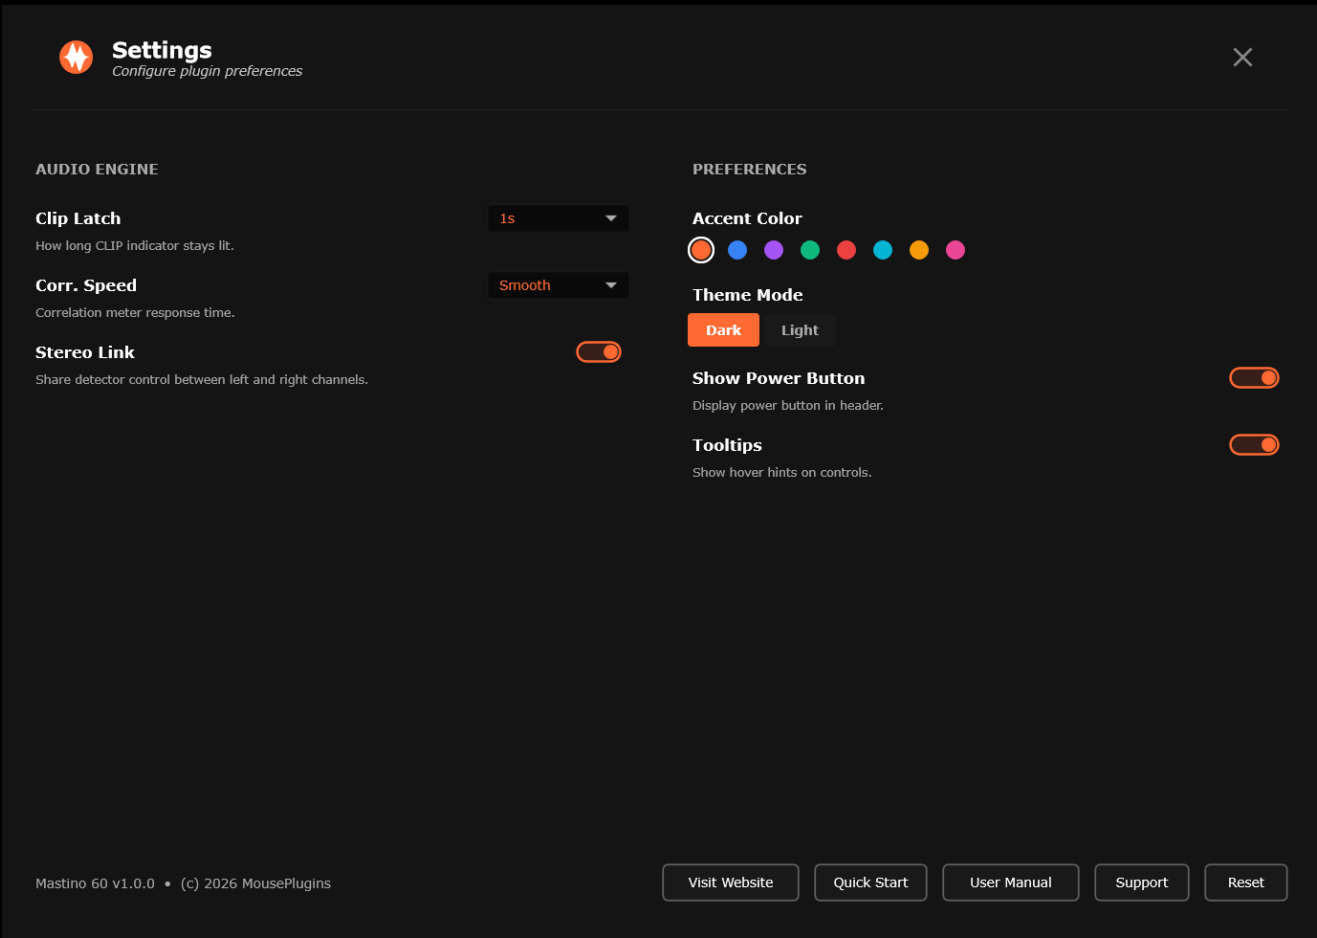 Settings
Configure plugin preferences
AUDIO ENGINE
Clip Latch
1s
How long CLIP indicator stays lit.
Corr. Speed
Smooth
Correlation meter response time.
Stereo Link
Share detector control between left and right channels.
PREFERENCES
Accent Color
Theme Mode
Dark
Light
Show Power Button
Display power button in header.
Tooltips
Show hover hints on controls.
Mastino 60 v1.0.0 • (c) 2026 MousePlugins
Visit Website
Quick Start
User Manual
Support
Reset